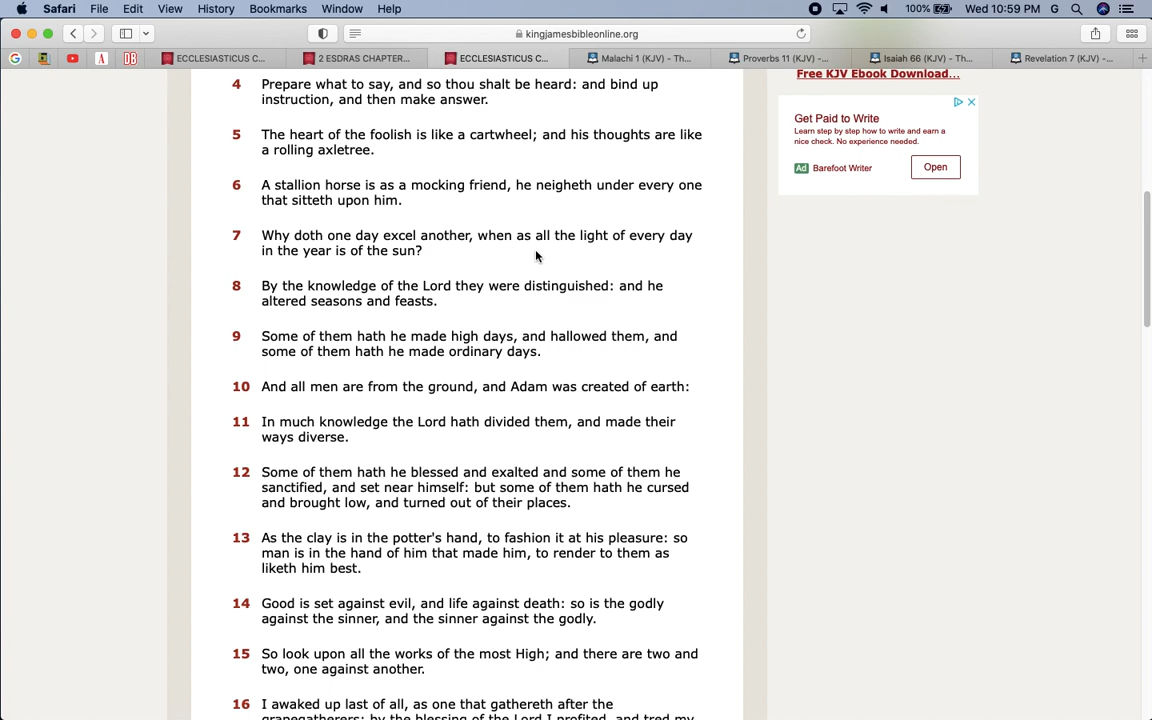 Safari File Edit View History Bookmarks Window Help 100% Wed 10:59 PM G
kingjamesbibleonline.org
G A DB ECCLESIASTICUS C... 2 ESDRAS CHAPTER... ECCLESIASTICUS C... Malachi 1 (KJV) - Th... Proverbs 11 (KJV) -... Isaiah 66 (KJV) - Th... Revelation 7 (KJV) -... +
4 Prepare what to say, and so thou shalt be heard: and bind up
instruction, and then make answer.
5 The heart of the foolish is like a cartwheel; and his thoughts are like
a rolling axletree.
6 A stallion horse is as a mocking friend, he neigheth under every one
that sitteth upon him.
7 Why doth one day excel another, when as all the light of every day
in the year is of the sun?
8 By the knowledge of the Lord they were distinguished: and he
altered seasons and feasts.
9 Some of them hath he made high days, and hallowed them, and
some of them hath he made ordinary days.
10 And all men are from the ground, and Adam was created of earth:
11 In much knowledge the Lord hath divided them, and made their
ways diverse.
12 Some of them hath he blessed and exalted and some of them he
sanctified, and set near himself: but some of them hath he cursed
and brought low, and turned out of their places.
13 As the clay is in the potter's hand, to fashion it at his pleasure: so
man is in the hand of him that made him, to render to them as
liketh him best.
14 Good is set against evil, and life against death: so is the godly
against the sinner, and the sinner against the godly.
15 So look upon all the works of the most High; and there are two and
two, one against another.
16 I awaked up last of all, as one that gathereth after the
grapegatherers: by the blessing of the Lord I profited, and tred my
Free KJV Ebook Download...
Get Paid to Write
Learn step by step how to write and earn a
nice check. No experience needed.
Ad Barefoot Writer Open